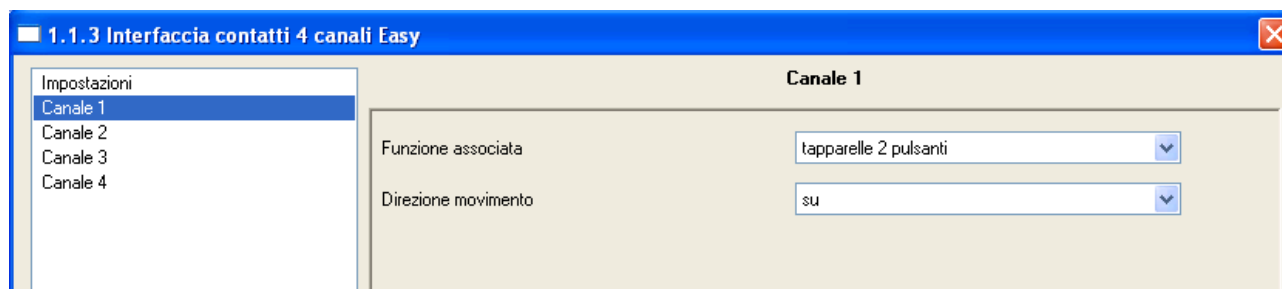 1.1.3 Interfaccia contatti 4 canali Easy
Impostazioni
Canale 1
Canale 2
Canale 3
Canale 4
Canale 1
Funzione associata tapparelle 2 pulsanti
Direzione movimento su